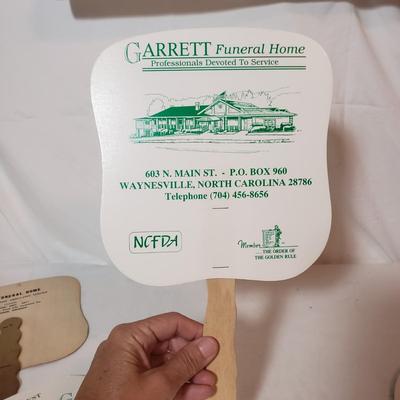 GARRETT Funeral Home
Professionals Devoted To Service
603 N. MAIN ST. - P.O. BOX 960
WAYNESVILLE, NORTH CAROLINA 28786
Telephone (704) 456-8656
NCFDA
Member
THE ORDER OF
THE GOLDEN RULE
FUNERAL HOME